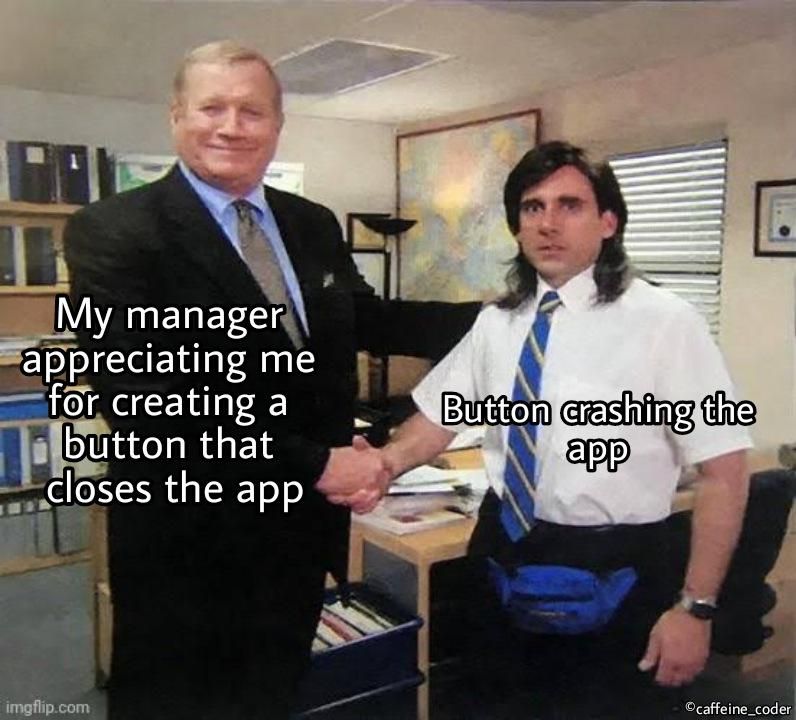 My manager
appreciating me
for creating a
button that
closes the app
Button crashing the
app
imgflip.com
©caffeine_coder